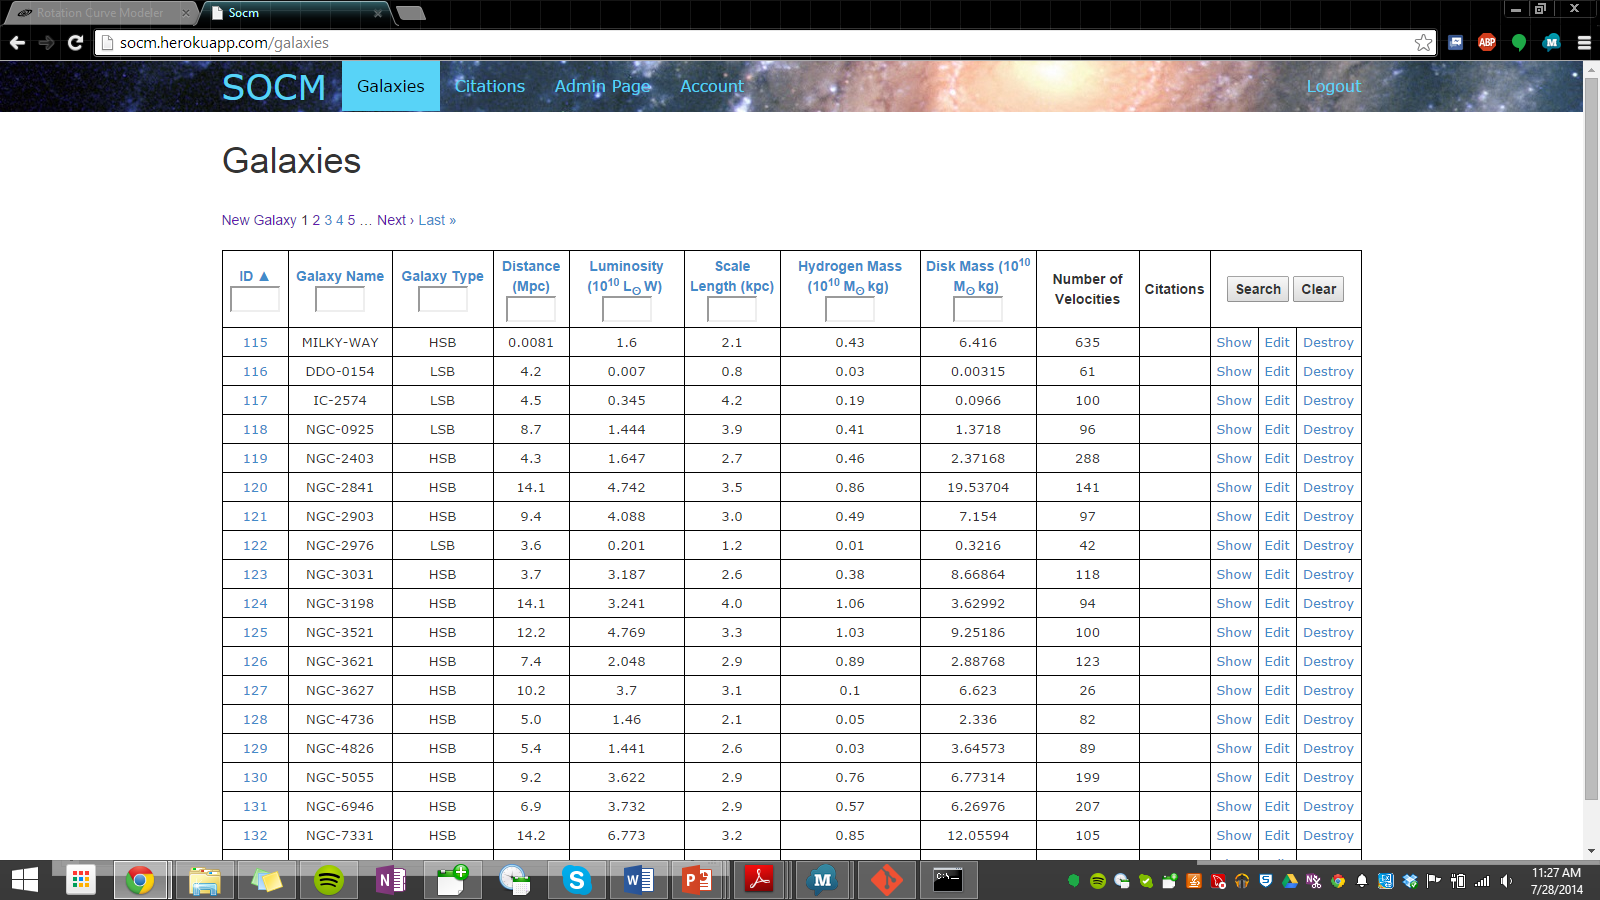 Rotation Curve Modeler
Socm
socm.herokuapp.com/galaxies
ABP
M
SOCM Galaxies Citations Admin Page Account Logout
Galaxies
New Galaxy 1 2 3 4 5 … Next › Last »
ID ▲ Galaxy Name Galaxy Type Distance (Mpc) Luminosity (10^10 L⊙ W) Scale Length (kpc) Hydrogen Mass (10^10 M⊙ kg) Disk Mass (10^10 M⊙ kg) Number of Velocities Citations Search Clear
115 MILKY-WAY HSB 0.0081 1.6 2.1 0.43 6.416 635 Show Edit Destroy
116 DDO-0154 LSB 4.2 0.007 0.8 0.03 0.00315 61 Show Edit Destroy
117 IC-2574 LSB 4.5 0.345 4.2 0.19 0.0966 100 Show Edit Destroy
118 NGC-0925 LSB 8.7 1.444 3.9 0.41 1.3718 96 Show Edit Destroy
119 NGC-2403 HSB 4.3 1.647 2.7 0.46 2.37168 288 Show Edit Destroy
120 NGC-2841 HSB 14.1 4.742 3.5 0.86 19.53704 141 Show Edit Destroy
121 NGC-2903 HSB 9.4 4.088 3.0 0.49 7.154 97 Show Edit Destroy
122 NGC-2976 LSB 3.6 0.201 1.2 0.01 0.3216 42 Show Edit Destroy
123 NGC-3031 HSB 3.7 3.187 2.6 0.38 8.66864 118 Show Edit Destroy
124 NGC-3198 HSB 14.1 3.241 4.0 1.06 3.62992 94 Show Edit Destroy
125 NGC-3521 HSB 12.2 4.769 3.3 1.03 9.25186 100 Show Edit Destroy
126 NGC-3621 HSB 7.4 2.048 2.9 0.89 2.88768 123 Show Edit Destroy
127 NGC-3627 HSB 10.2 3.7 3.1 0.1 6.623 26 Show Edit Destroy
128 NGC-4736 HSB 5.0 1.46 2.1 0.05 2.336 82 Show Edit Destroy
129 NGC-4826 HSB 5.4 1.441 2.6 0.03 3.64573 89 Show Edit Destroy
130 NGC-5055 HSB 9.2 3.622 2.9 0.76 6.77314 199 Show Edit Destroy
131 NGC-6946 HSB 6.9 3.732 2.9 0.57 6.26976 207 Show Edit Destroy
132 NGC-7331 HSB 14.2 6.773 3.2 0.85 12.05594 105 Show Edit Destroy
11:27 AM
7/28/2014